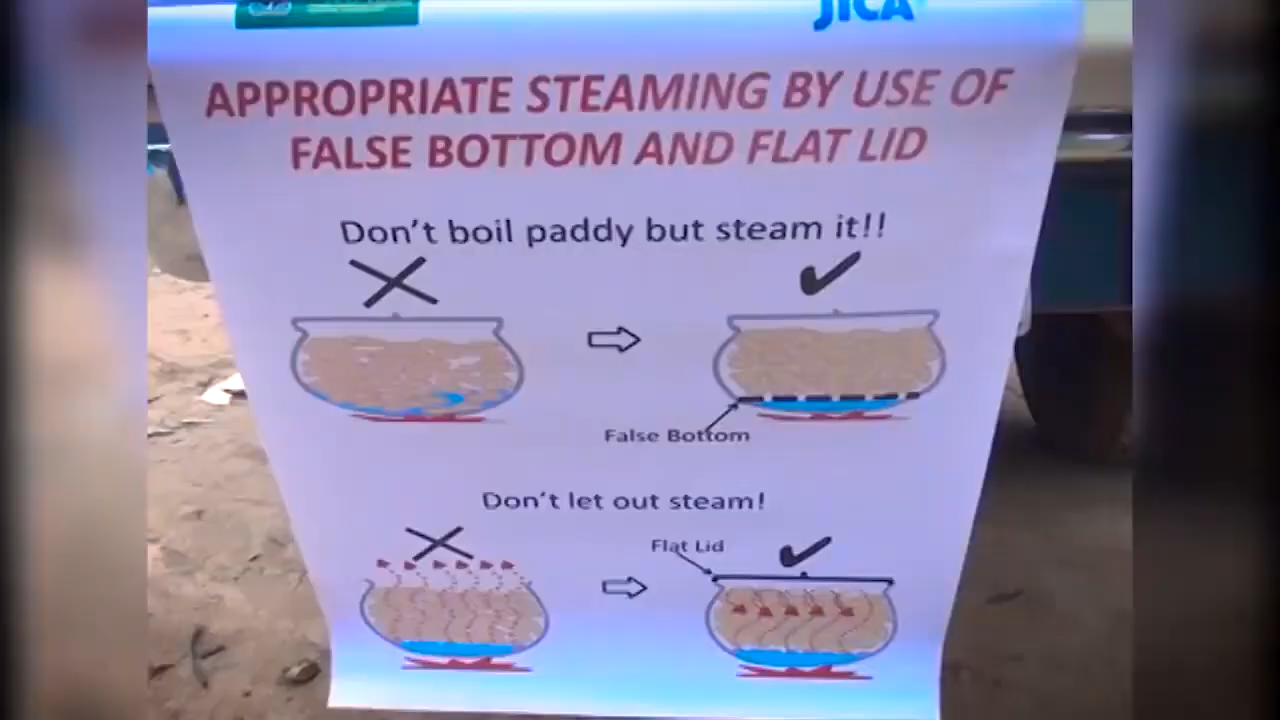 JICA
APPROPRIATE STEAMING BY USE OF
FALSE BOTTOM AND FLAT LID
Don't boil paddy but steam it!!
False Bottom
Don't let out steam!
Flat Lid